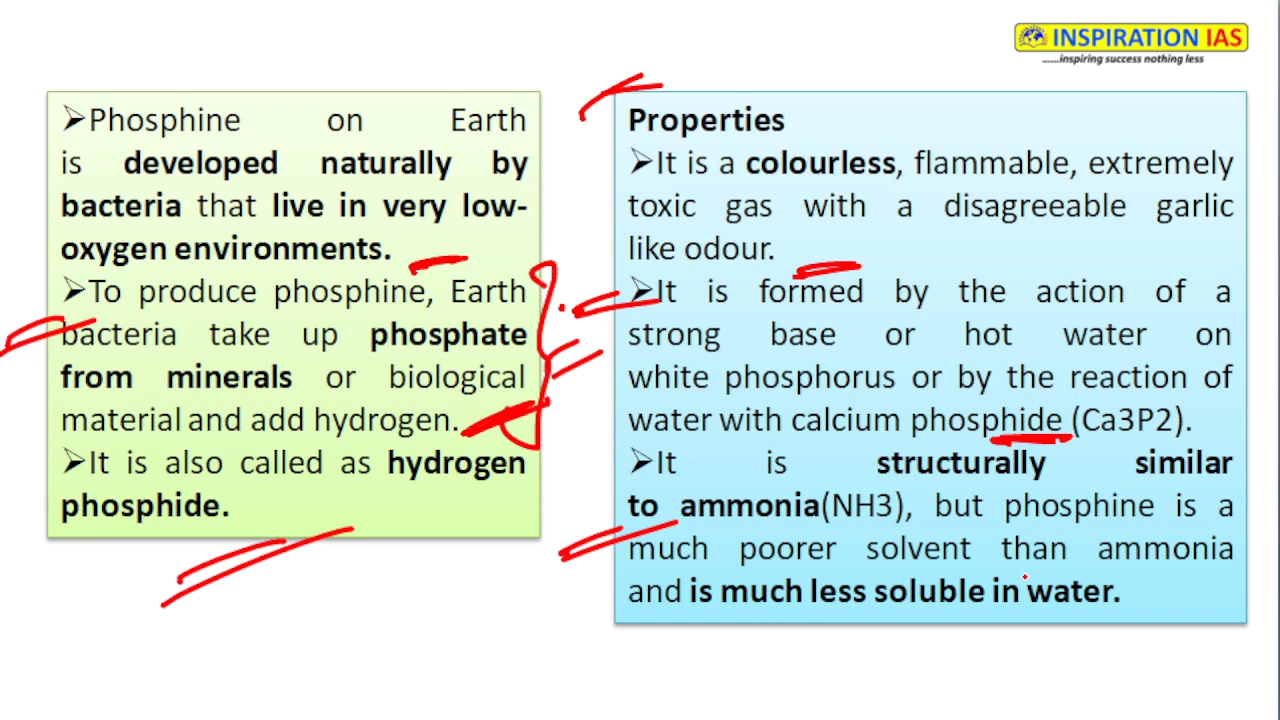 INSPIRATION IAS
......inspiring success nothing less
➢Phosphine on Earth
is developed naturally by
bacteria that live in very low-
oxygen environments.
➢To produce phosphine, Earth
bacteria take up phosphate
from minerals or biological
material and add hydrogen.
➢It is also called as hydrogen
phosphide.
Properties
➢It is a colourless, flammable, extremely
toxic gas with a disagreeable garlic
like odour.
➢It is formed by the action of a
strong base or hot water on
white phosphorus or by the reaction of
water with calcium phosphide (Ca3P2).
➢It is structurally similar
to ammonia(NH3), but phosphine is a
much poorer solvent than ammonia
and is much less soluble in water.